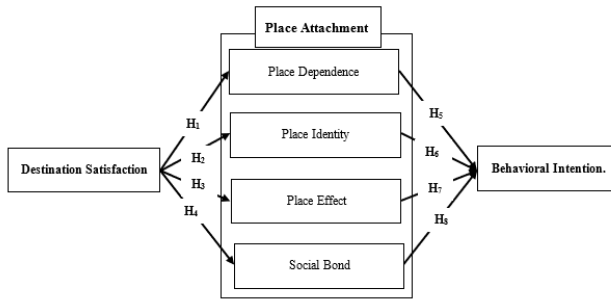 Place Attachment
Place Dependence
H1
H5
Place Identity
H2
H6
Destination Satisfaction
Behavioral Intention.
H3
H7
Place Effect
H4
H8
Social Bond